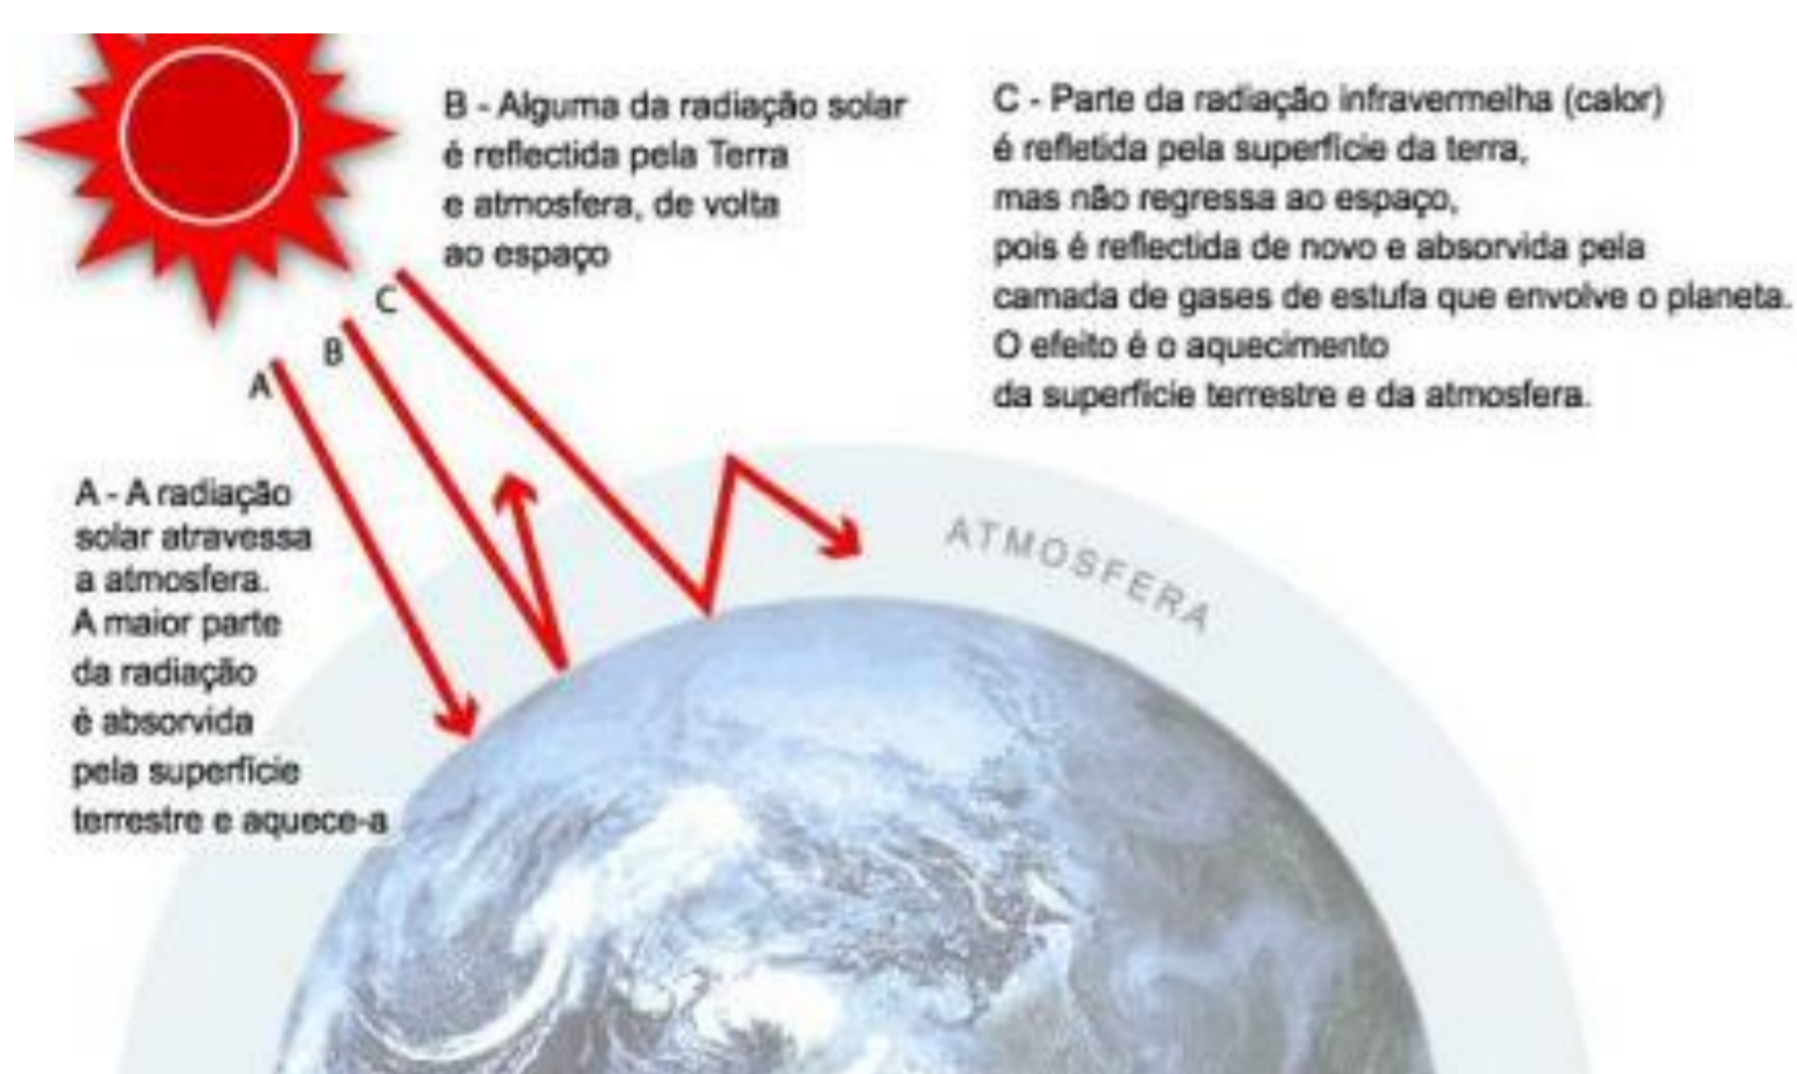 B - Alguma da radiação solar
é reflectida pela Terra
e atmosfera, de volta
ao espaço
C - Parte da radiação infravermelha (calor)
é refletida pela superfície da terra,
mas não regressa ao espaço,
pois é reflectida de novo e absorvida pela
camada de gases de estufa que envolve o planeta.
O efeito é o aquecimento
da superfície terrestre e da atmosfera.
C
B
A
A - A radiação
solar atravessa
a atmosfera.
A maior parte
da radiação
é absorvida
pela superfície
terrestre e aquece-a
ATMOSFERA